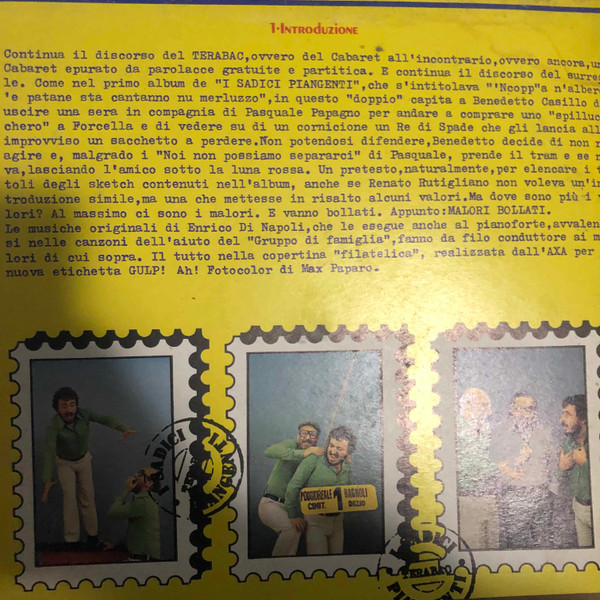 1•INTRODUZIONE
Continua il discorso del TERABAC,ovvero del Cabaret all'incontrario,ovvero ancora,un
Cabaret epurato da parolacce gratuite e partitica. E continua il discorso del surre
le. Come nel primo album de "I SADICI PIANGENTI",che s'intitolava "'Ncopp"a n'alber
'e patane sta cantanno nu merluzzo",in questo "doppio" capita a Benedetto Casillo d
uscire una sera in compagnia di Pasquale Papagno per andare a comprare uno "spilluc
chero" a Forcella e di vedere su di un cornicione un Re di Spade che gli lancia all
improvviso un sacchetto a perdere.Non potendosi difendere,Benedetto decide di non r
agire e, malgrado i "Noi non possiamo separarci" di Pasquale, prende il tram e se n
va,lasciando l'amico sotto la luna rossa. Un pretesto,naturalmente,per elencare i t
toli degli sketch contenuti nell'album, anche se Renato Rutigliano non voleva un'in
troduzione simile,ma una che mettesse in risalto alcuni valori.Ma dove sono più i v
lori? Al massimo ci sono i malori. E vanno bollati. Appunto:MALORI BOLLATI.
Le musiche originali di Enrico Di Napoli,che le esegue anche al pianoforte,avvalen
si nelle canzoni dell'aiuto del "Gruppo di famiglia",fanno da filo conduttore ai m
lori di cui sopra. Il tutto nella copertina "filatelica", realizzata dall'AXA per
nuova etichetta GULP! Ah! Fotocolor di Max Paparo.
I SADICI
POGGIOREALE 1 BAGNOLI
CIMIT. DAZIO
TERABAC